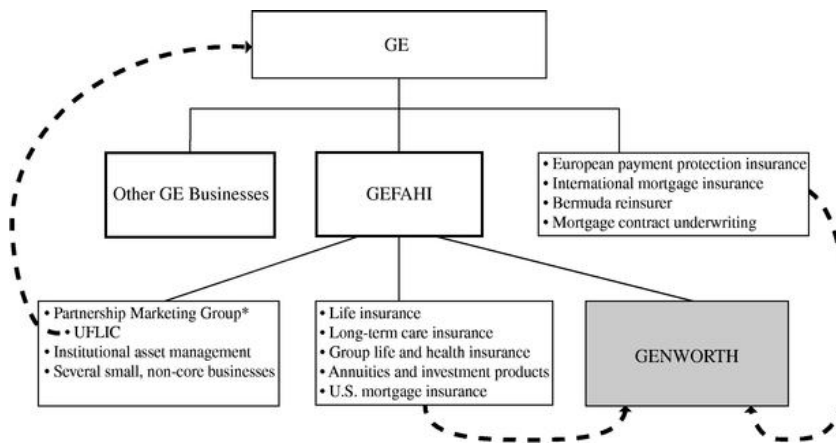 GE
Other GE Businesses
GEFAHI
• European payment protection insurance
• International mortgage insurance
• Bermuda reinsurer
• Mortgage contract underwriting
• Partnership Marketing Group*
• UFLIC
• Institutional asset management
• Several small, non-core businesses
• Life insurance
• Long-term care insurance
• Group life and health insurance
• Annuities and investment products
• U.S. mortgage insurance
GENWORTH